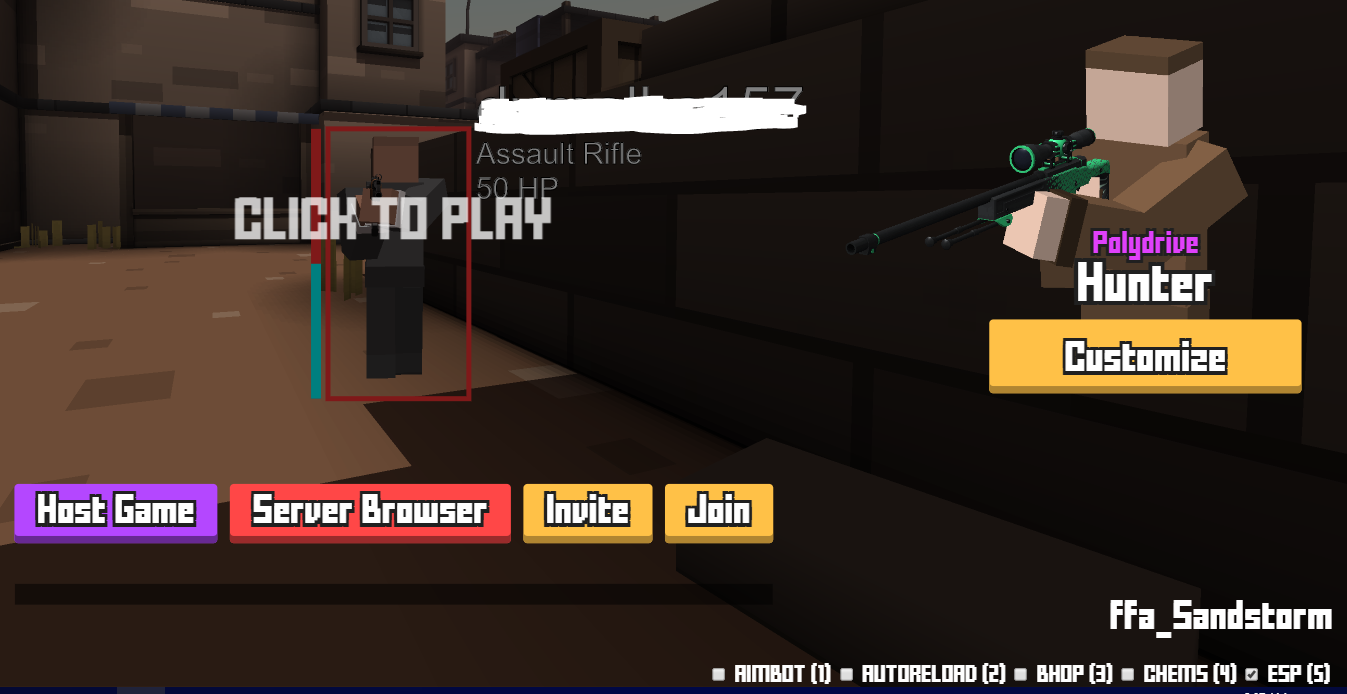 Assault Rifle
50 HP
CLICK TO PLAY
Polydrive
Hunter
Customize
Host Game
Server Browser
Invite
Join
ffa_Sandstorm
AIMBOT (1) AUTORELOAD (2) BHOP (3) CHEMS (4) ESP (5)